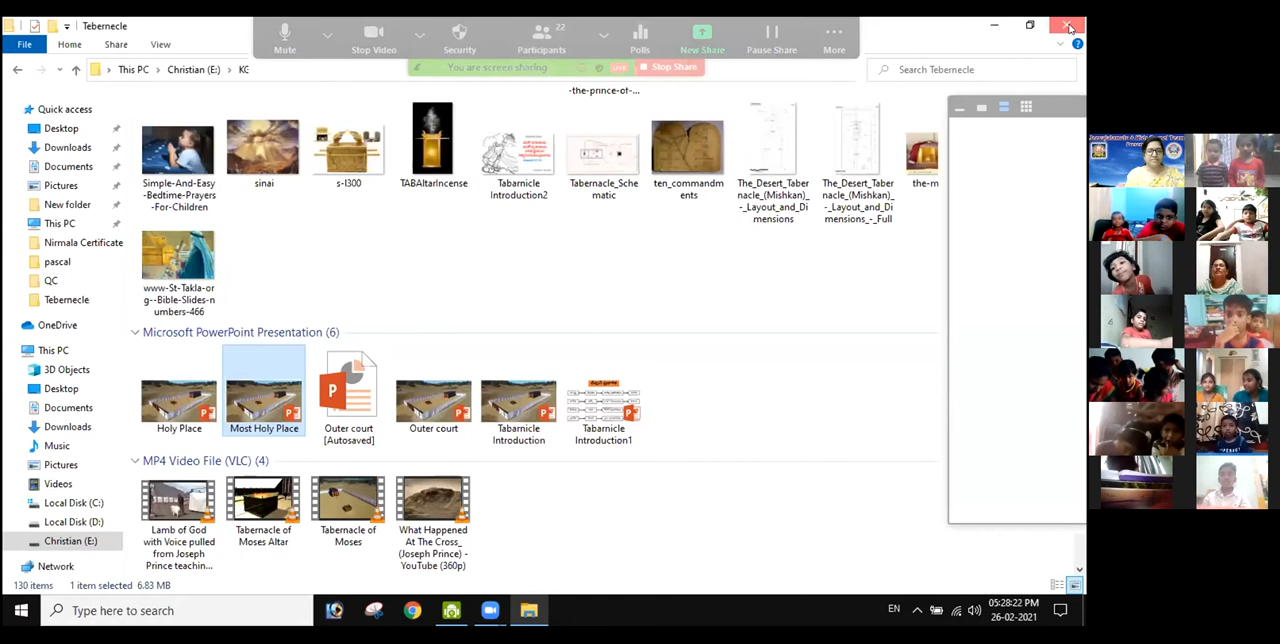 Tebernecle
File
Home
Share
View
Mute
Stop Video
Security
Participants
22
Polls
New Share
Pause Share
More
You are screen sharing
LIVE
Stop Share
This PC
Christian (E:)
KG
Search Tebernecle
Quick access
Desktop
Downloads
Documents
Pictures
New folder
This PC
Nirmala Certificate
pascal
QC
Tebernecle
OneDrive
This PC
3D Objects
Desktop
Documents
Downloads
Music
Pictures
Videos
Local Disk (C:)
Local Disk (D:)
Christian (E:)
Network
-the-prince-of-...
Simple-And-Easy
-Bedtime-Prayers
-For-Children
sinai
s-l300
TABAltarIncense
Tabarnicle
Introduction2
Tabernacle_Sche
matic
ten_commandm
ents
The_Desert_Taber
nacle_(Mishkan)_
-_Layout_and_Di
mensions
The_Desert_Taber
nacle_(Mishkan)_
-_Layout_and_Di
mensions_-_Full
the-m
www-St-Takla-or
g--Bible-Slides-n
umbers-466
Microsoft PowerPoint Presentation (6)
Holy Place
Most Holy Place
Outer court
[Autosaved]
Outer court
Tabarnicle
Introduction
Tabarnicle
Introduction1
MP4 Video File (VLC) (4)
Lamb of God
with Voice pulled
from Joseph
Prince teachin...
Tabernacle of
Moses Altar
Tabernacle of
Moses
What Happened
At The Cross_
(Joseph Prince) -
YouTube (360p)
130 items
1 item selected
6.83 MB
Type here to search
EN
05:28:22 PM
26-02-2021